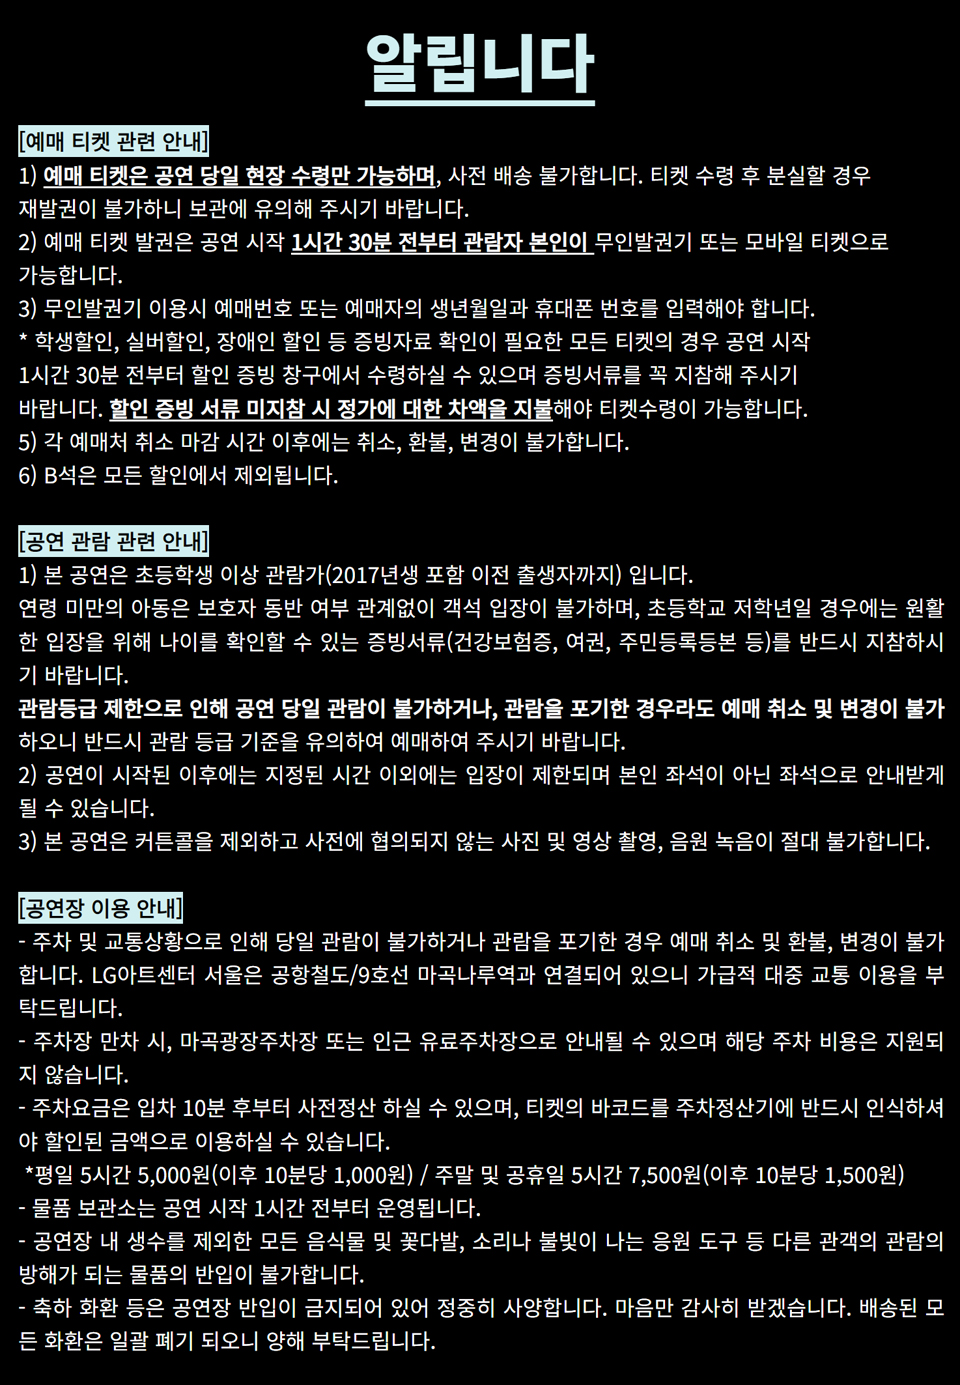 알립니다
[예매 티켓 관련 안내]
1) 예매 티켓은 공연 당일 현장 수령만 가능하며, 사전 배송 불가합니다. 티켓 수령 후 분실할 경우
재발권이 불가하니 보관에 유의해 주시기 바랍니다.
2) 예매 티켓 발권은 공연 시작 1시간 30분 전부터 관람자 본인이 무인발권기 또는 모바일 티켓으로
가능합니다.
3) 무인발권기 이용시 예매번호 또는 예매자의 생년월일과 휴대폰 번호를 입력해야 합니다.
* 학생할인, 실버할인, 장애인 할인 등 증빙자료 확인이 필요한 모든 티켓의 경우 공연 시작
1시간 30분 전부터 할인 증빙 창구에서 수령하실 수 있으며 증빙서류를 꼭 지참해 주시기
바랍니다. 할인 증빙 서류 미지참 시 정가에 대한 차액을 지불해야 티켓수령이 가능합니다.
5) 각 예매처 취소 마감 시간 이후에는 취소, 환불, 변경이 불가합니다.
6) B석은 모든 할인에서 제외됩니다.
[공연 관람 관련 안내]
1) 본 공연은 초등학생 이상 관람가(2017년생 포함 이전 출생자까지) 입니다.
연령 미만의 아동은 보호자 동반 여부 관계없이 객석 입장이 불가하며, 초등학교 저학년일 경우에는 원활
한 입장을 위해 나이를 확인할 수 있는 증빙서류(건강보험증, 여권, 주민등록등본 등)를 반드시 지참하시
기 바랍니다.
관람등급 제한으로 인해 공연 당일 관람이 불가하거나, 관람을 포기한 경우라도 예매 취소 및 변경이 불가
하오니 반드시 관람 등급 기준을 유의하여 예매하여 주시기 바랍니다.
2) 공연이 시작된 이후에는 지정된 시간 이외에는 입장이 제한되며 본인 좌석이 아닌 좌석으로 안내받게
될 수 있습니다.
3) 본 공연은 커튼콜을 제외하고 사전에 협의되지 않는 사진 및 영상 촬영, 음원 녹음이 절대 불가합니다.
[공연장 이용 안내]
- 주차 및 교통상황으로 인해 당일 관람이 불가하거나 관람을 포기한 경우 예매 취소 및 환불, 변경이 불가
합니다. LG아트센터 서울은 공항철도/9호선 마곡나루역과 연결되어 있으니 가급적 대중 교통 이용을 부
탁드립니다.
- 주차장 만차 시, 마곡광장주차장 또는 인근 유료주차장으로 안내될 수 있으며 해당 주차 비용은 지원되
지 않습니다.
- 주차요금은 입차 10분 후부터 사전정산 하실 수 있으며, 티켓의 바코드를 주차정산기에 반드시 인식하셔
야 할인된 금액으로 이용하실 수 있습니다.
*평일 5시간 5,000원(이후 10분당 1,000원) / 주말 및 공휴일 5시간 7,500원(이후 10분당 1,500원)
- 물품 보관소는 공연 시작 1시간 전부터 운영됩니다.
- 공연장 내 생수를 제외한 모든 음식물 및 꽃다발, 소리나 불빛이 나는 응원 도구 등 다른 관객의 관람의
방해가 되는 물품의 반입이 불가합니다.
- 축하 화환 등은 공연장 반입이 금지되어 있어 정중히 사양합니다. 마음만 감사히 받겠습니다. 배송된 모
든 화환은 일괄 폐기 되오니 양해 부탁드립니다.